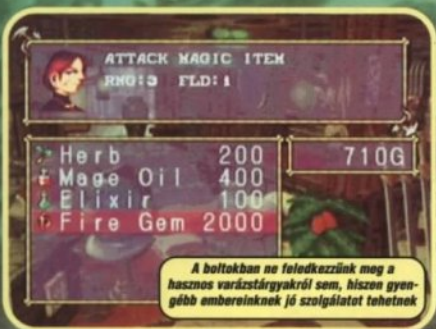 ATTACK MAGIC ITEM
RNG:3 FLD:1
Herb 200
Mage Oil 400
Elixir 100
Fire Gem 2000
710G
A boltokban ne feledkezzünk meg a
hasznos varázstárgyakról sem, hiszen gyen-
gébb embereinknek jó szolgálatot tehetnek